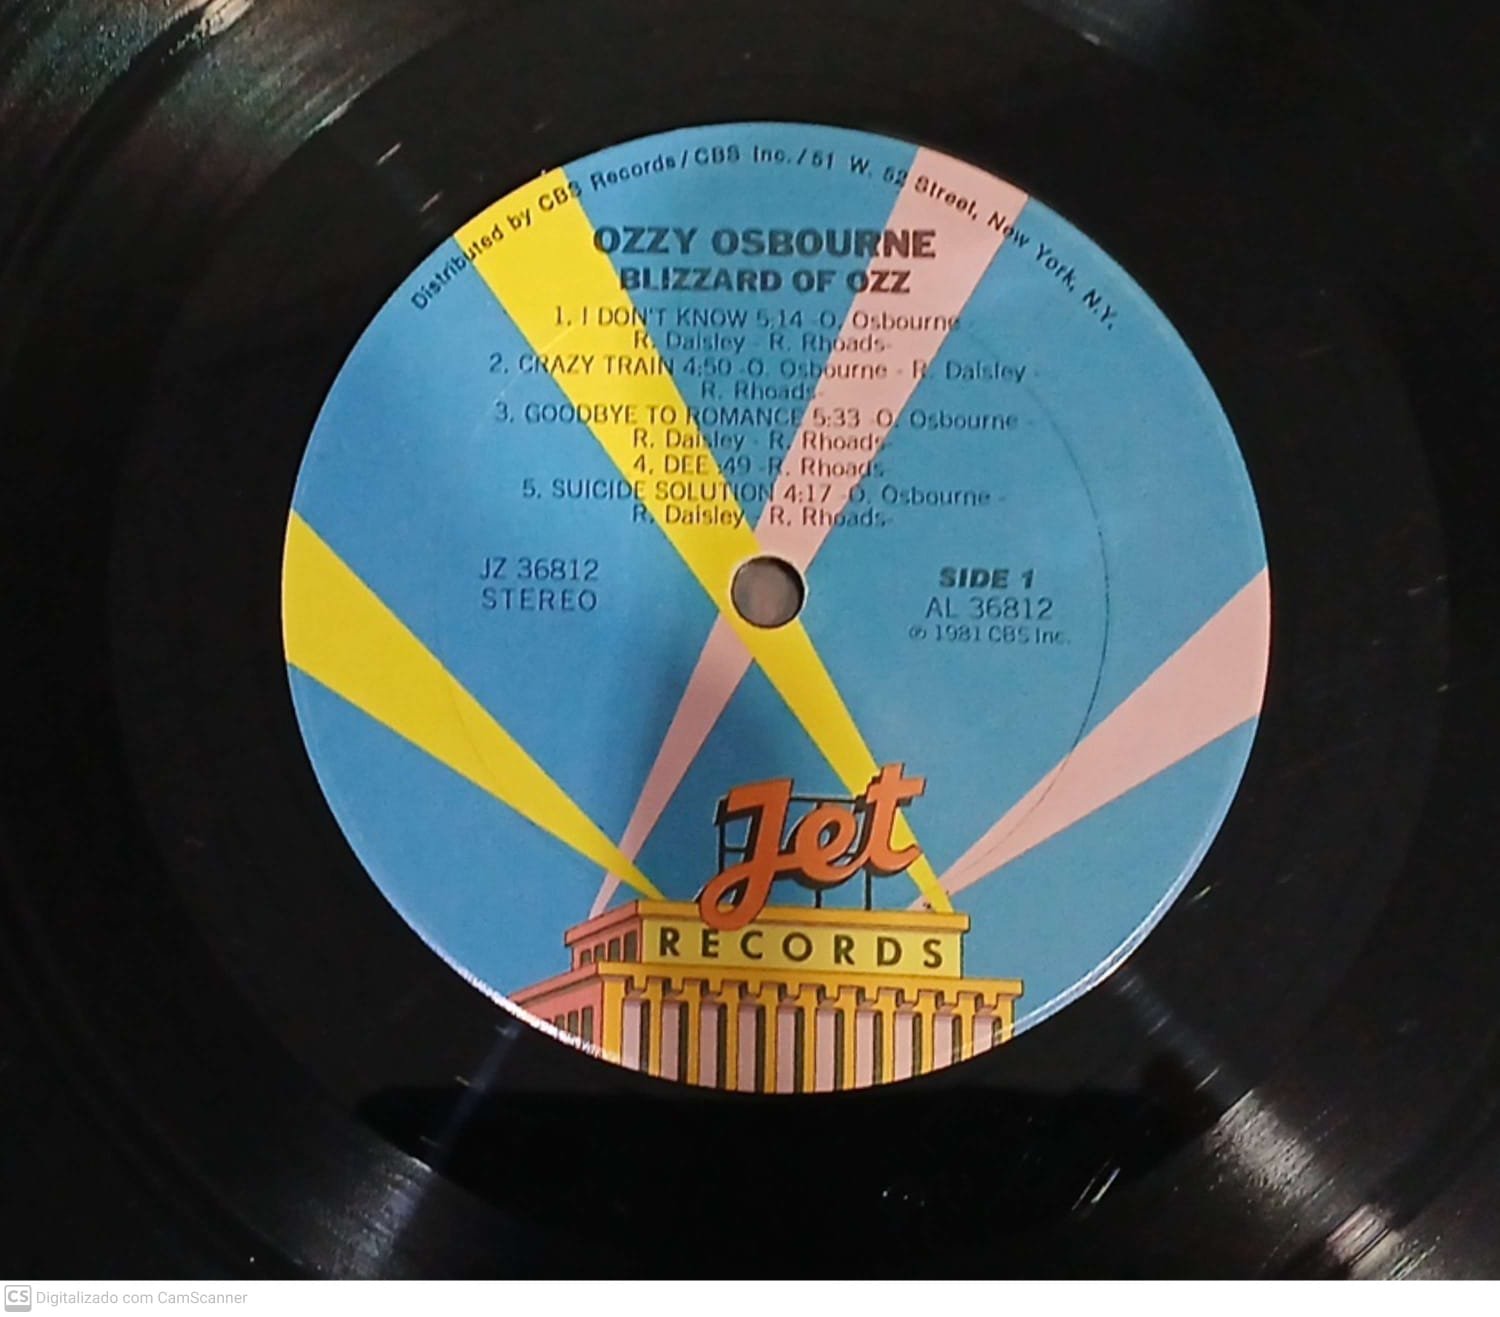 Distributed by CBS Records/CBS Inc./51 W. 52 Street, New York, N.Y.
OZZY OSBOURNE
BLIZZARD OF OZZ
1. I DON'T KNOW 5:14 -O. Osbourne -
R. Daisley - R. Rhoads-
2. CRAZY TRAIN 4:50 -O. Osbourne - R. Daisley -
R. Rhoads-
3. GOODBYE TO ROMANCE 5:33 -O. Osbourne -
R. Daisley - R. Rhoads-
4. DEE :49 -R. Rhoads-
5. SUICIDE SOLUTION 4:17 -O. Osbourne -
R. Daisley - R. Rhoads-
JZ 36812
STEREO
SIDE 1
AL 36812
℗ 1981 CBS Inc.
Jet
RECORDS
CS Digitalizado com CamScanner